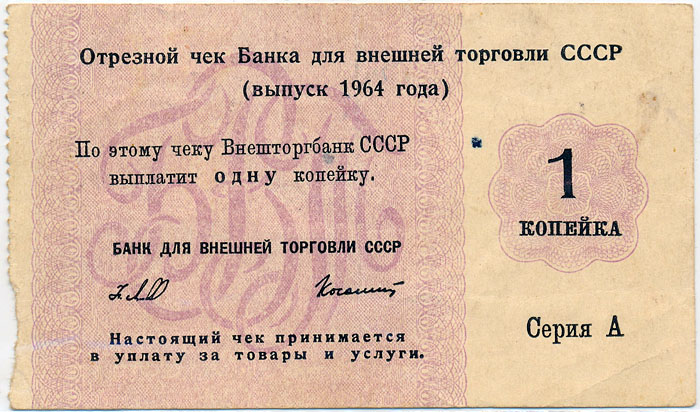 Отрезной чек Банка для внешней торговли СССР
(выпуск 1964 года)
По этому чеку Внешторгбанк СССР
выплатит одну копейку.
1
КОПЕЙКА
БАНК ДЛЯ ВНЕШНЕЙ ТОРГОВЛИ СССР
Серия А
Настоящий чек принимается
в уплату за товары и услуги.